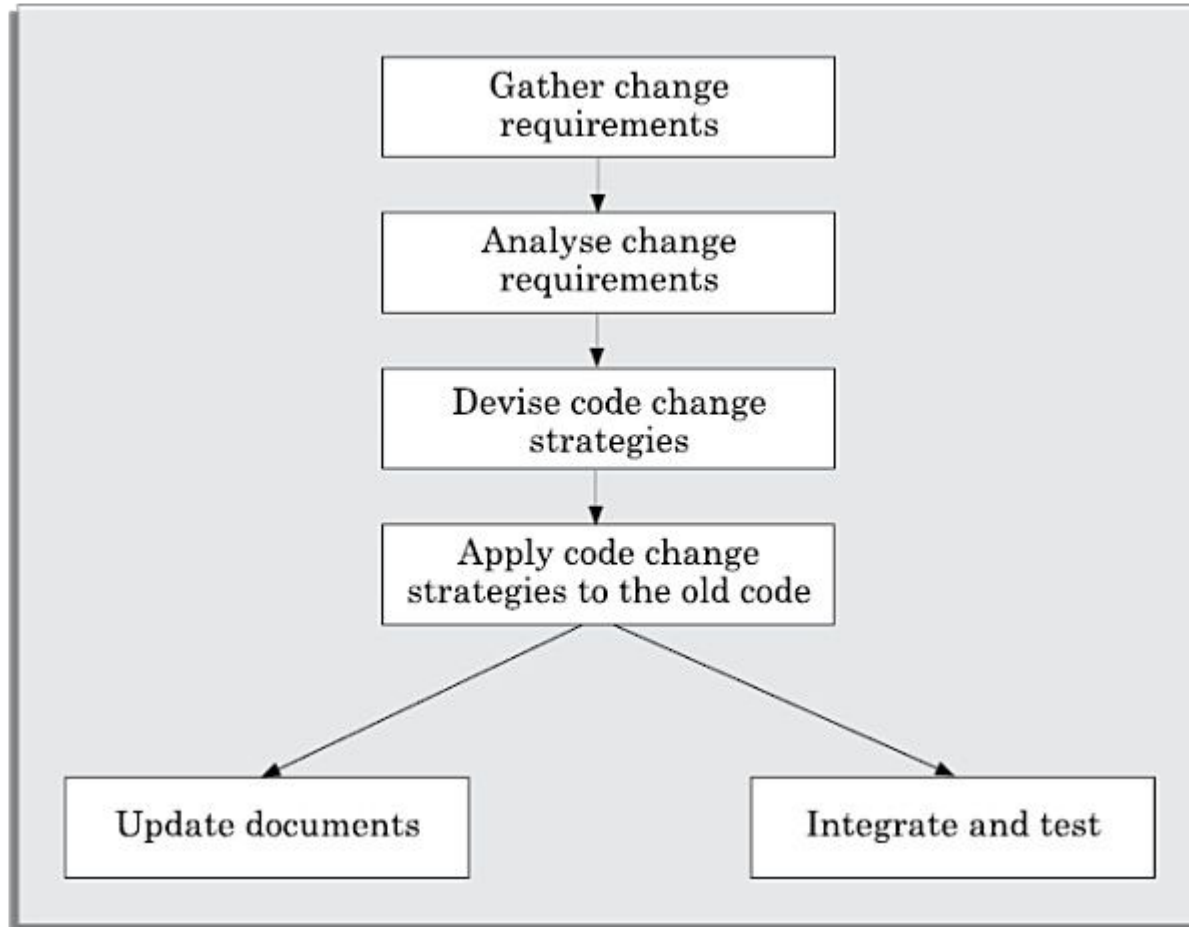 Gather change
requirements
Analyse change
requirements
Devise code change
strategies
Apply code change
strategies to the old code
Update documents
Integrate and test